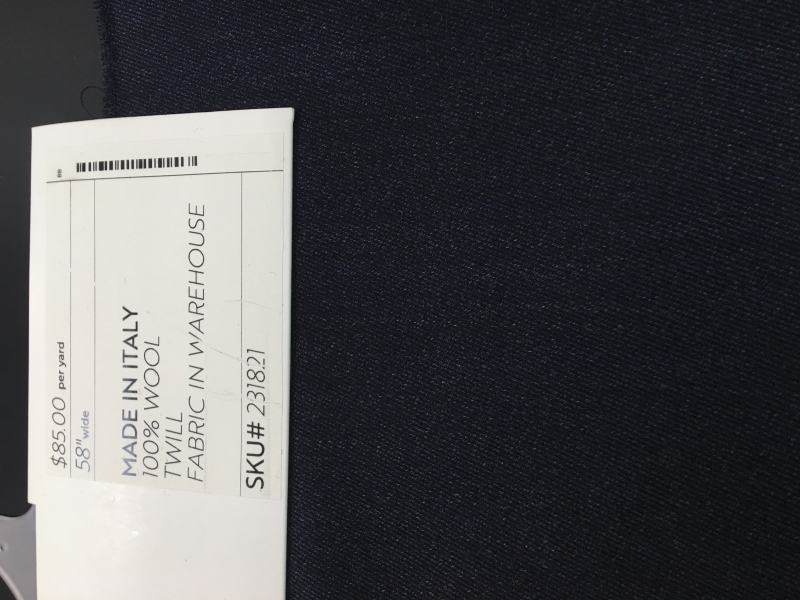 $85.00 per yard
58" wide
MADE IN ITALY
100% WOOL
TWILL
FABRIC IN WAREHOUSE
SKU# 231821